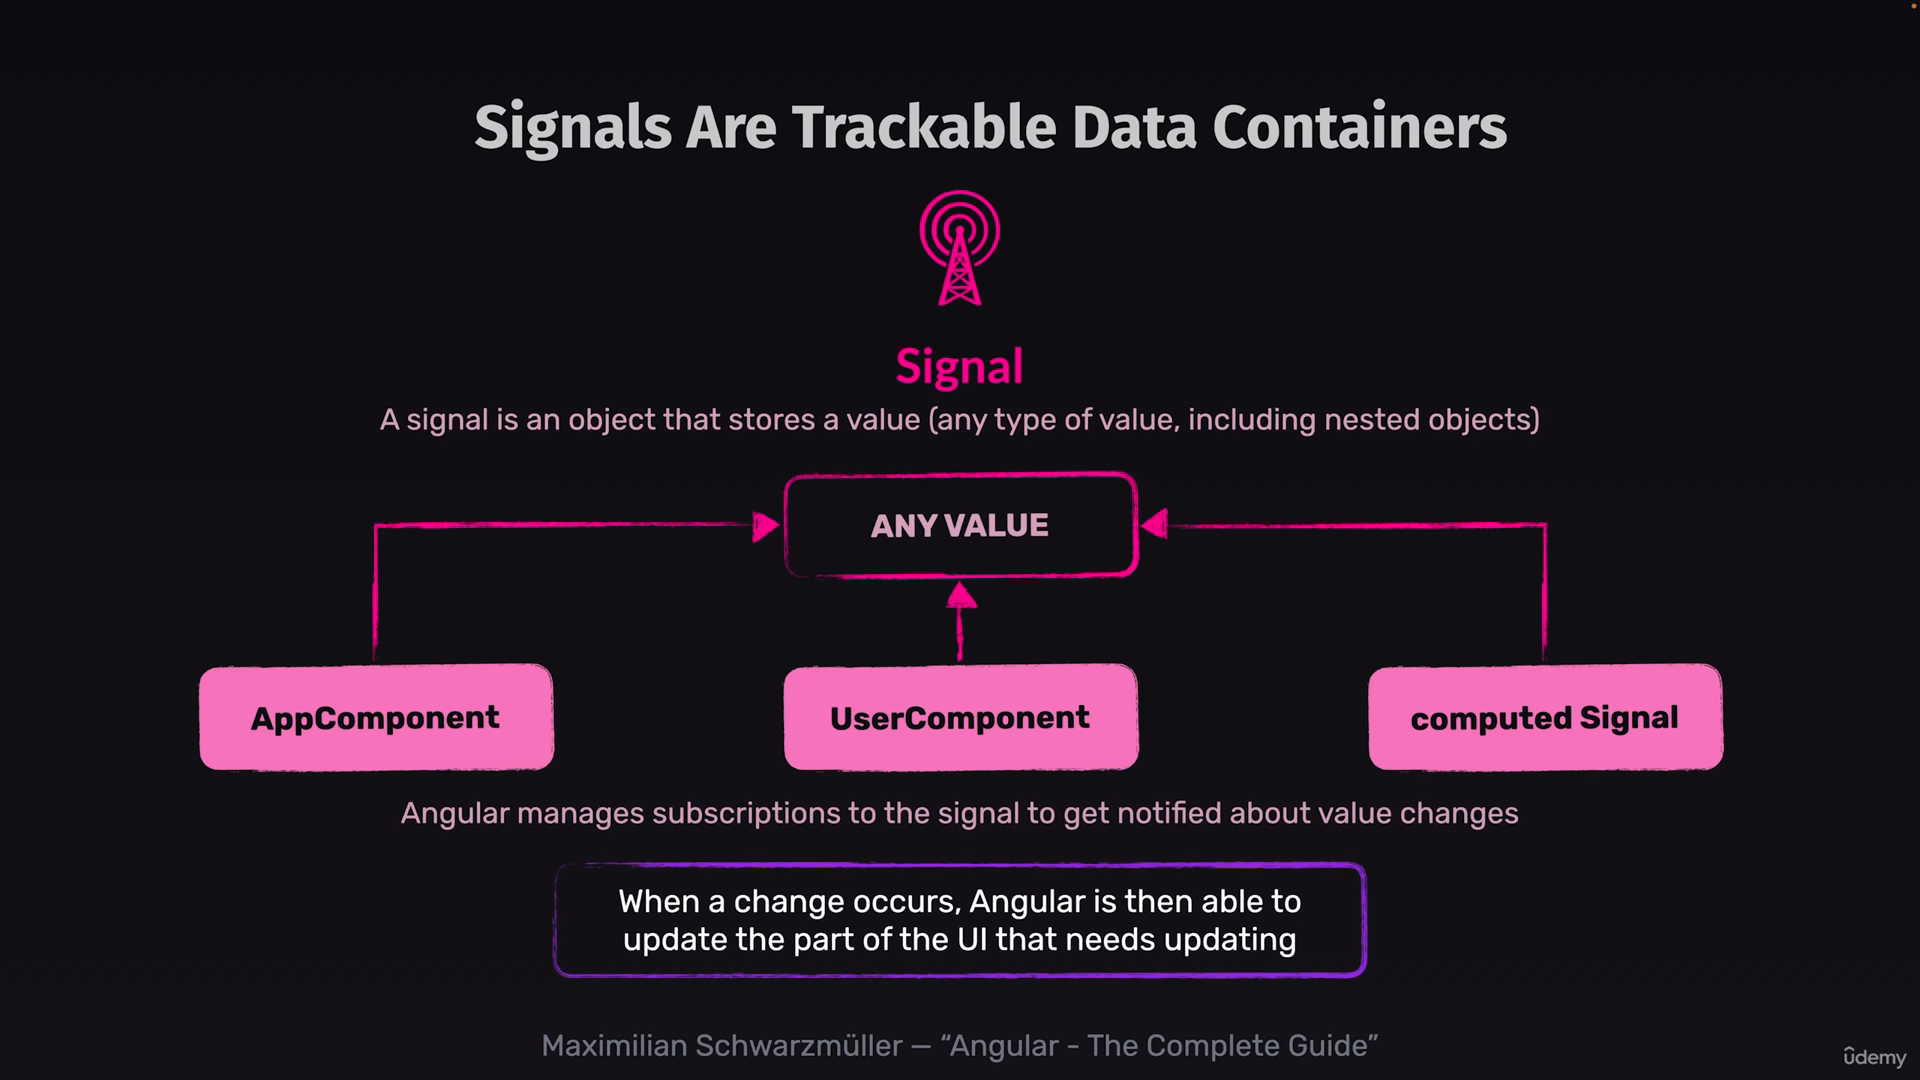 Signals Are Trackable Data Containers
Signal
A signal is an object that stores a value (any type of value, including nested objects)
ANY VALUE
AppComponent
UserComponent
computed Signal
Angular manages subscriptions to the signal to get notified about value changes
When a change occurs, Angular is then able to
update the part of the UI that needs updating
Maximilian Schwarzmüller — “Angular - The Complete Guide”
ûdemy